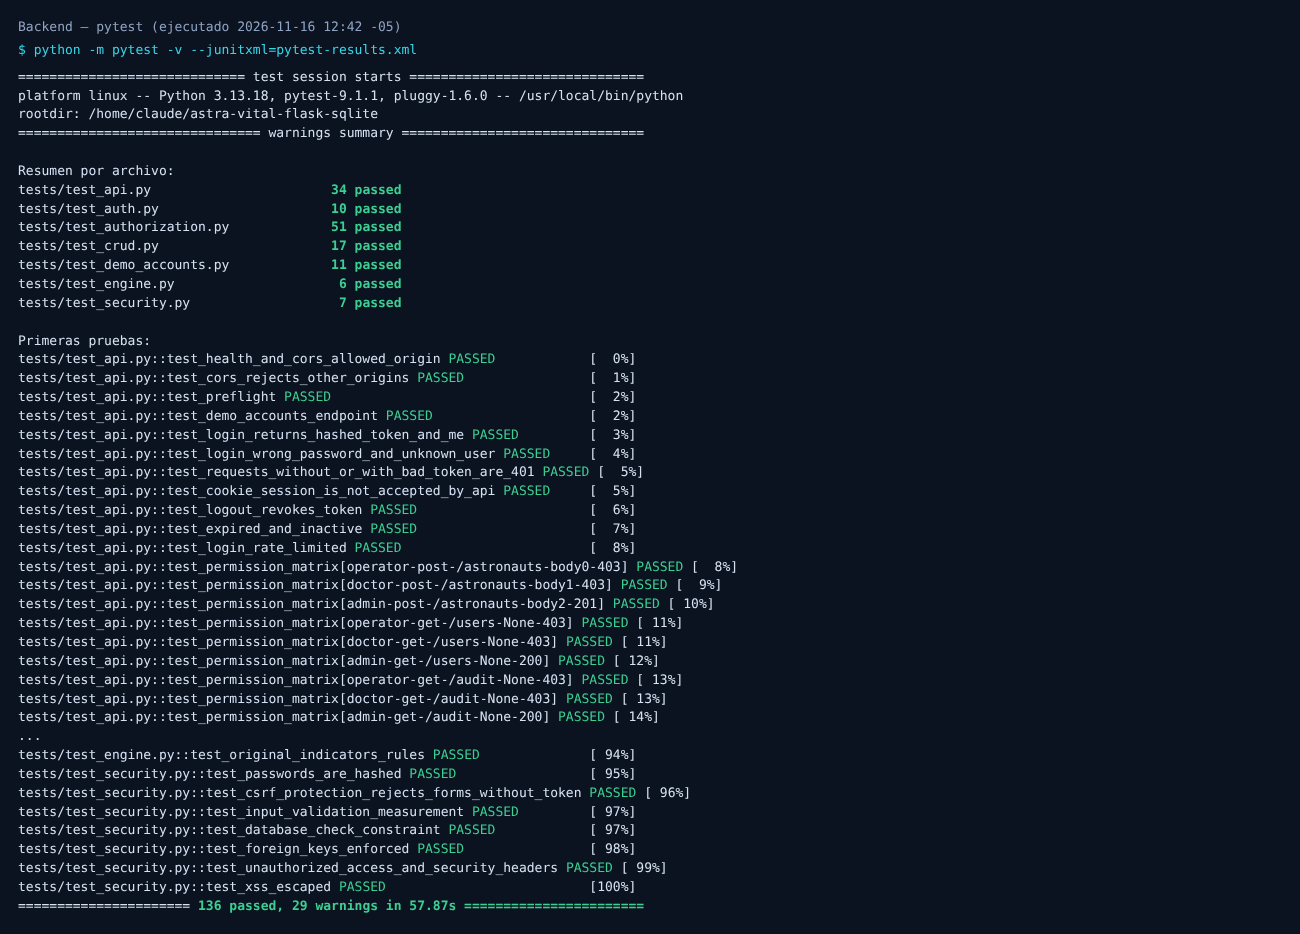 Backend — pytest (ejecutado 2026-11-16 12:42 -05)
$ python -m pytest -v --junitxml=pytest-results.xml
============================= test session starts ==============================
platform linux -- Python 3.13.18, pytest-9.1.1, pluggy-1.6.0 -- /usr/local/bin/python
rootdir: /home/claude/astra-vital-flask-sqlite
=============================== warnings summary ===============================
Resumen por archivo:
tests/test_api.py                       34 passed
tests/test_auth.py                      10 passed
tests/test_authorization.py             51 passed
tests/test_crud.py                      17 passed
tests/test_demo_accounts.py             11 passed
tests/test_engine.py                     6 passed
tests/test_security.py                   7 passed
Primeras pruebas:
tests/test_api.py::test_health_and_cors_allowed_origin PASSED            [  0%]
tests/test_api.py::test_cors_rejects_other_origins PASSED                [  1%]
tests/test_api.py::test_preflight PASSED                                 [  2%]
tests/test_api.py::test_demo_accounts_endpoint PASSED                    [  2%]
tests/test_api.py::test_login_returns_hashed_token_and_me PASSED         [  3%]
tests/test_api.py::test_login_wrong_password_and_unknown_user PASSED     [  4%]
tests/test_api.py::test_requests_without_or_with_bad_token_are_401 PASSED [  5%]
tests/test_api.py::test_cookie_session_is_not_accepted_by_api PASSED     [  5%]
tests/test_api.py::test_logout_revokes_token PASSED                      [  6%]
tests/test_api.py::test_expired_and_inactive PASSED                      [  7%]
tests/test_api.py::test_login_rate_limited PASSED                        [  8%]
tests/test_api.py::test_permission_matrix[operator-post-/astronauts-body0-403] PASSED [  8%]
tests/test_api.py::test_permission_matrix[doctor-post-/astronauts-body1-403] PASSED [  9%]
tests/test_api.py::test_permission_matrix[admin-post-/astronauts-body2-201] PASSED [ 10%]
tests/test_api.py::test_permission_matrix[operator-get-/users-None-403] PASSED [ 11%]
tests/test_api.py::test_permission_matrix[doctor-get-/users-None-403] PASSED [ 11%]
tests/test_api.py::test_permission_matrix[admin-get-/users-None-200] PASSED [ 12%]
tests/test_api.py::test_permission_matrix[operator-get-/audit-None-403] PASSED [ 13%]
tests/test_api.py::test_permission_matrix[doctor-get-/audit-None-403] PASSED [ 13%]
tests/test_api.py::test_permission_matrix[admin-get-/audit-None-200] PASSED [ 14%]
...
tests/test_engine.py::test_original_indicators_rules PASSED              [ 94%]
tests/test_security.py::test_passwords_are_hashed PASSED                 [ 95%]
tests/test_security.py::test_csrf_protection_rejects_forms_without_token PASSED [ 96%]
tests/test_security.py::test_input_validation_measurement PASSED         [ 97%]
tests/test_security.py::test_database_check_constraint PASSED            [ 97%]
tests/test_security.py::test_foreign_keys_enforced PASSED                [ 98%]
tests/test_security.py::test_unauthorized_access_and_security_headers PASSED [ 99%]
tests/test_security.py::test_xss_escaped PASSED                          [100%]
====================== 136 passed, 29 warnings in 57.87s =======================